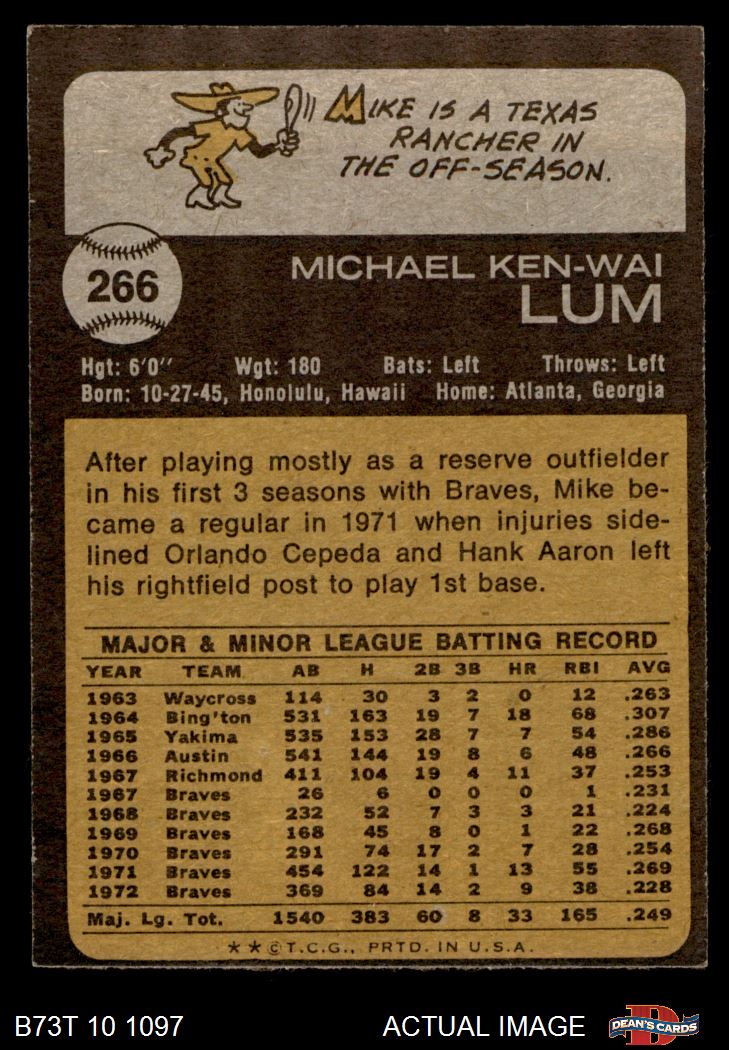 MIKE IS A TEXAS
RANCHER IN
THE OFF-SEASON.
266
MICHAEL KEN-WAI
LUM
Hgt: 6'0" Wgt: 180 Bats: Left Throws: Left
Born: 10-27-45, Honolulu, Hawaii Home: Atlanta, Georgia
After playing mostly as a reserve outfielder
in his first 3 seasons with Braves, Mike be-
came a regular in 1971 when injuries side-
lined Orlando Cepeda and Hank Aaron left
his rightfield post to play 1st base.
MAJOR & MINOR LEAGUE BATTING RECORD
YEAR TEAM AB H 2B 3B HR RBI AVG
1963 Waycross 114 30 3 2 0 12 .263
1964 Bing'ton 531 163 19 7 18 68 .307
1965 Yakima 535 153 28 7 7 54 .286
1966 Austin 541 144 19 8 6 48 .266
1967 Richmond 411 104 19 4 11 37 .253
1967 Braves 26 6 0 0 0 1 .231
1968 Braves 232 52 7 3 3 21 .224
1969 Braves 168 45 8 0 1 22 .268
1970 Braves 291 74 17 2 7 28 .254
1971 Braves 454 122 14 1 13 55 .269
1972 Braves 369 84 14 2 9 38 .228
Maj. Lg. Tot. 1540 383 60 8 33 165 .249
**©T.C.G., PRTD. IN U.S.A.
B73T 10 1097 ACTUAL IMAGE
D
DEAN'S CARDS